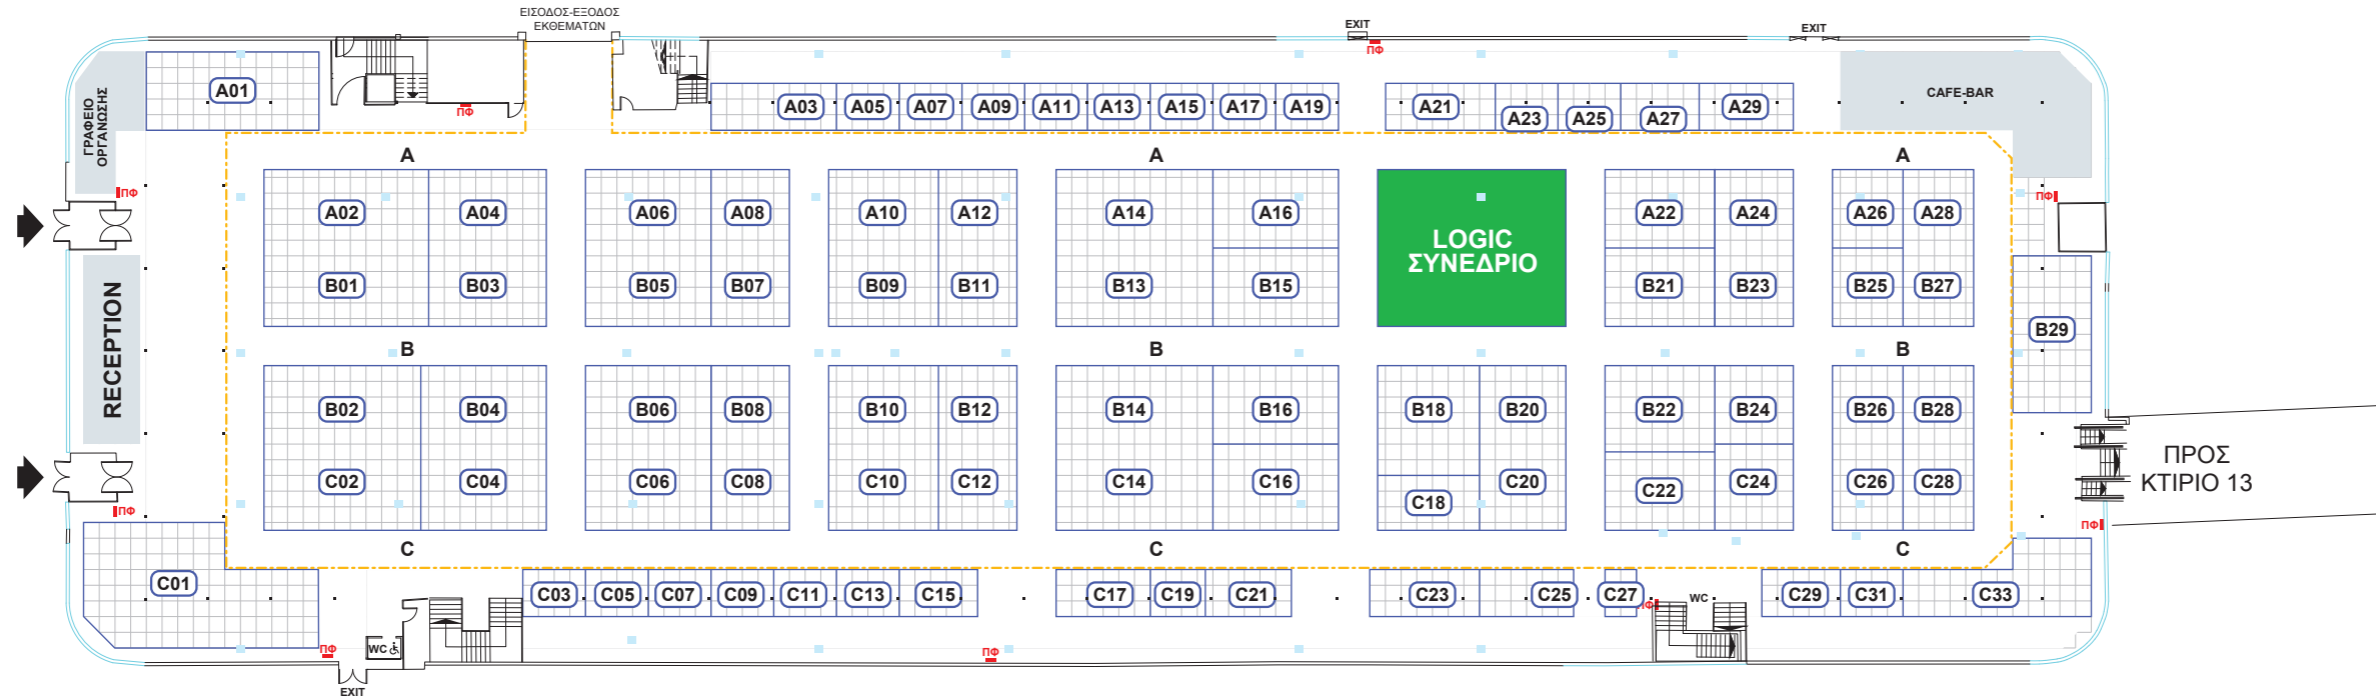 ΕΙΣΟΔΟΣ-ΕΞΟΔΟΣ
ΕΚΘΕΜΑΤΩΝ
EXIT
EXIT
ΠΦ
ΓΡΑΦΕΙΟ
ΟΡΓΑΝΩΣΗΣ
A01
ΠΦ
A03 A05 A07 A09 A11 A13 A15 A17 A19 A21 A23 A25 A27 A29
CAFE-BAR
A A A
ΠΦ
ΠΦ
A02 A04 A06 A08 A10 A12 A14 A16
LOGIC
ΣΥΝΕΔΡΙΟ
A22 A24 A26 A28
B01 B03 B05 B07 B09 B11 B13 B15 B21 B23 B25 B27
B29
RECEPTION
B B B
B02 B04 B06 B08 B10 B12 B14 B16 B18 B20 B22 B24 B26 B28
ΠΡΟΣ
ΚΤΙΡΙΟ 13
C02 C04 C06 C08 C10 C12 C14 C16 C18 C20 C22 C24 C26 C28
ΠΦ
ΠΦ
C C C
C01
C03 C05 C07 C09 C11 C13 C15 C17 C19 C21 C23 C25 C27
ΠΦ
WC
C29 C31 C33
WC
ΠΦ
ΠΦ
EXIT